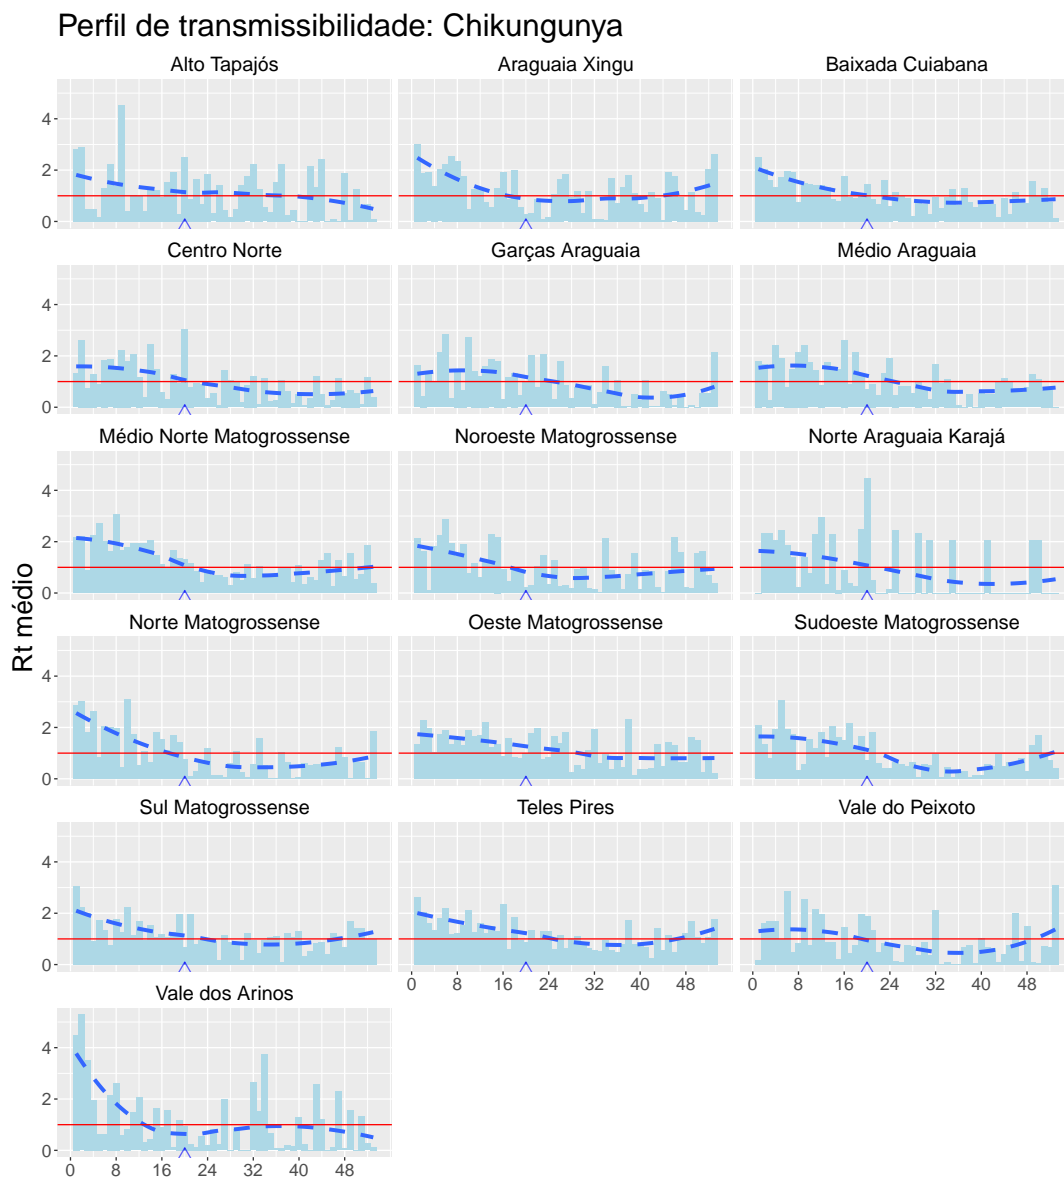 Perfil de transmissibilidade: Chikungunya
Alto Tapajós
Araguaia Xingu
Baixada Cuiabana
4
2
0
Centro Norte
Garças Araguaia
Médio Araguaia
4
2
0
Médio Norte Matogrossense
Noroeste Matogrossense
Norte Araguaia Karajá
4
2
0
Rt médio
Norte Matogrossense
Oeste Matogrossense
Sudoeste Matogrossense
4
2
0
Sul Matogrossense
Teles Pires
Vale do Peixoto
4
2
0
0 8 16 24 32 40 48
0 8 16 24 32 40 48
Vale dos Arinos
4
2
0
0 8 16 24 32 40 48